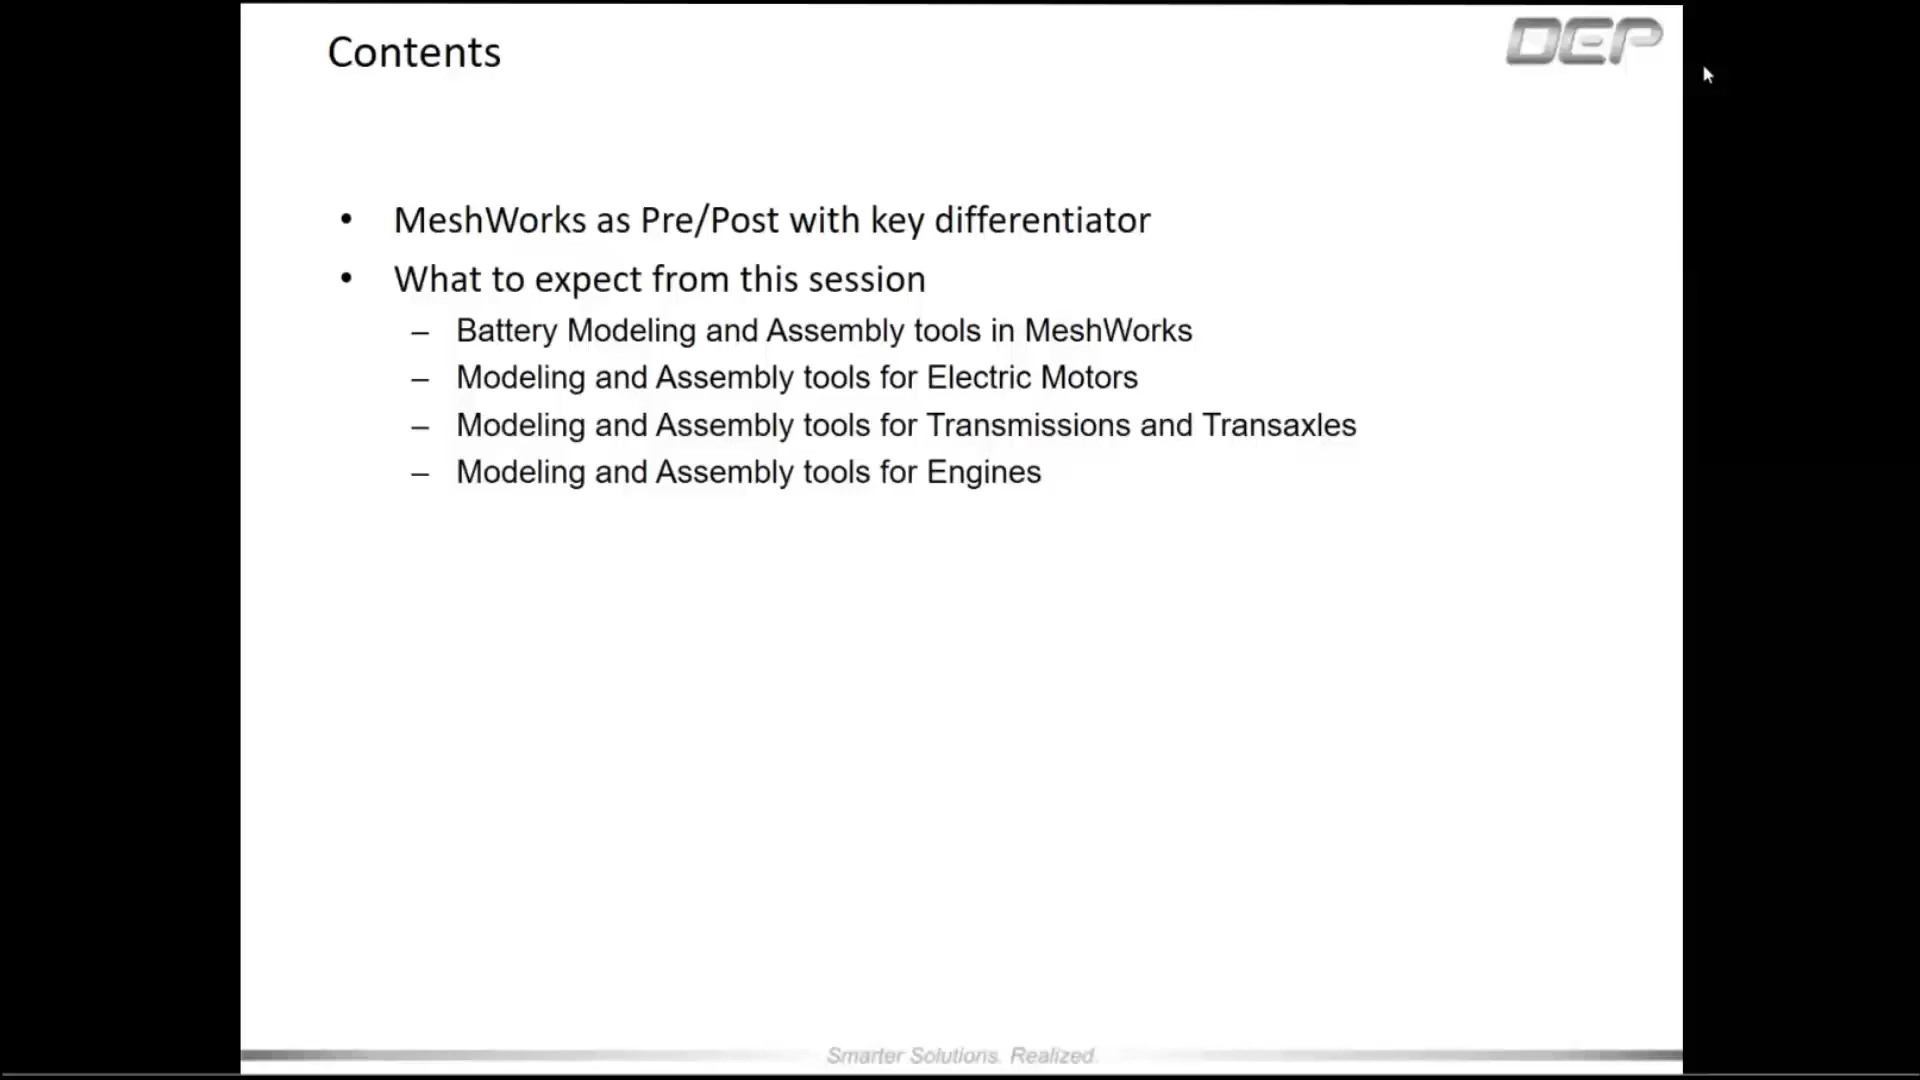 Contents
DEP
• MeshWorks as Pre/Post with key differentiator
• What to expect from this session
– Battery Modeling and Assembly tools in MeshWorks
– Modeling and Assembly tools for Electric Motors
– Modeling and Assembly tools for Transmissions and Transaxles
– Modeling and Assembly tools for Engines
Smarter Solutions. Realized.